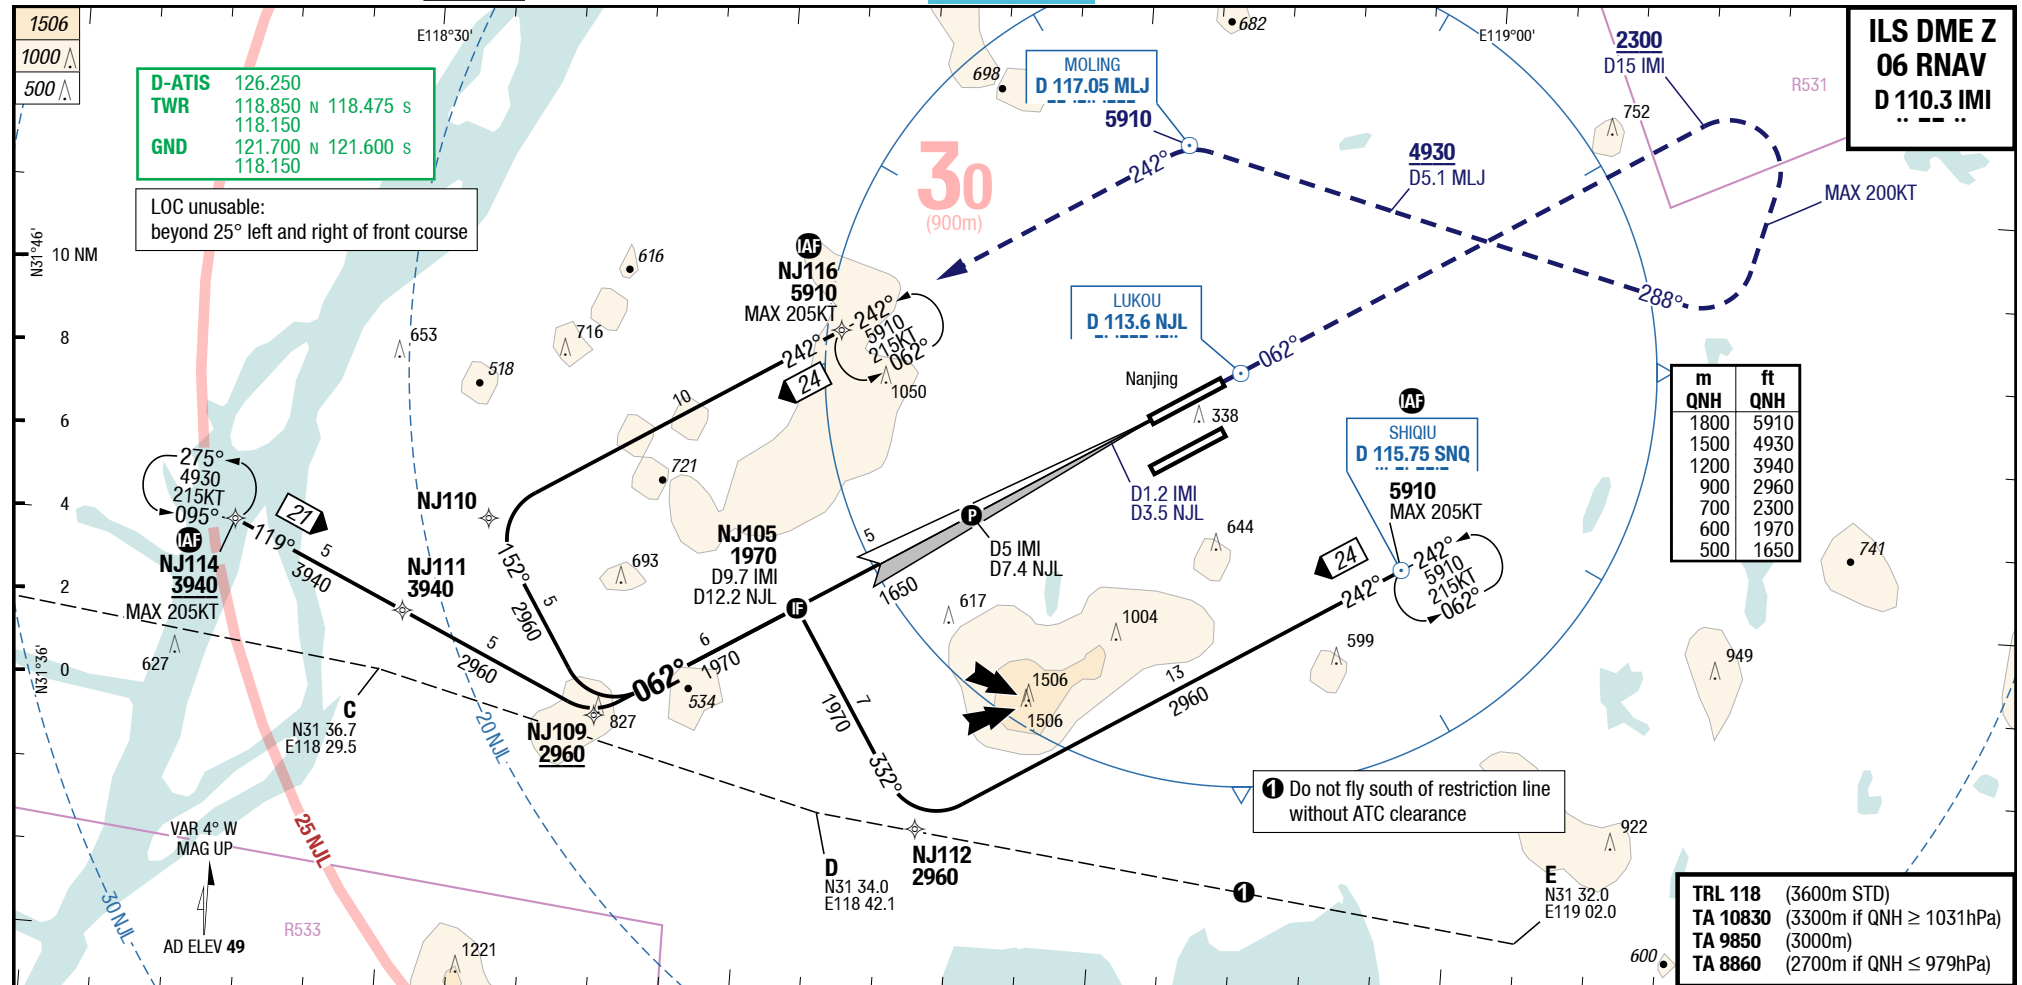 1506
1000
500
E118°30'
E119°00'
D-ATIS 126.250
TWR 118.850 N 118.475 S
118.150
GND 121.700 N 121.600 S
118.150
LOC unusable:
beyond 25° left and right of front course
ILS DME Z
06 RNAV
D 110.3 IMI
682
698
MOLING
D 117.05 MLJ
5910
2300
D15 IMI
R531
752
30
(900m)
242°
4930
D5.1 MLJ
MAX 200KT
288°
N31°46'
10 NM
8
6
4
2
0
N31°36'
616
716
653
518
721
693
IAF
NJ116
5910
MAX 205KT
242°
5910
215KT
062°
1050
242°
24
10
LUKOU
D 113.6 NJL
062°
Nanjing
338
IAF
SHIQIU
D 115.75 SNQ
5910
MAX 205KT
242°
5910
215KT
062°
242°
24
m ft
QNH QNH
1800 5910
1500 4930
1200 3940
900 2960
700 2300
600 1970
500 1650
275°
4930
215KT
095°
IAF
NJ114
3940
MAX 205KT
627
21
119°
5
3940
NJ110
NJ111
3940
5
2960
152°
5
2960
NJ105
1970
D9.7 IMI
D12.2 NJL
IF
5
1650
P
D5 IMI
D7.4 NJL
D1.2 IMI
D3.5 NJL
644
617
1004
599
741
949
1506
1506
062°
6
1970
534
827
NJ109
2960
7
1970
332°
13
2960
C
N31 36.7
E118 29.5
20 NJL
25 NJL
30 NJL
VAR 4° W
MAG UP
AD ELEV 49
R533
1221
D
N31 34.0
E118 42.1
NJ112
2960
1
1 Do not fly south of restriction line
without ATC clearance
922
E
N31 32.0
E119 02.0
600
TRL 118 (3600m STD)
TA 10830 (3300m if QNH ≥ 1031hPa)
TA 9850 (3000m)
TA 8860 (2700m if QNH ≤ 979hPa)